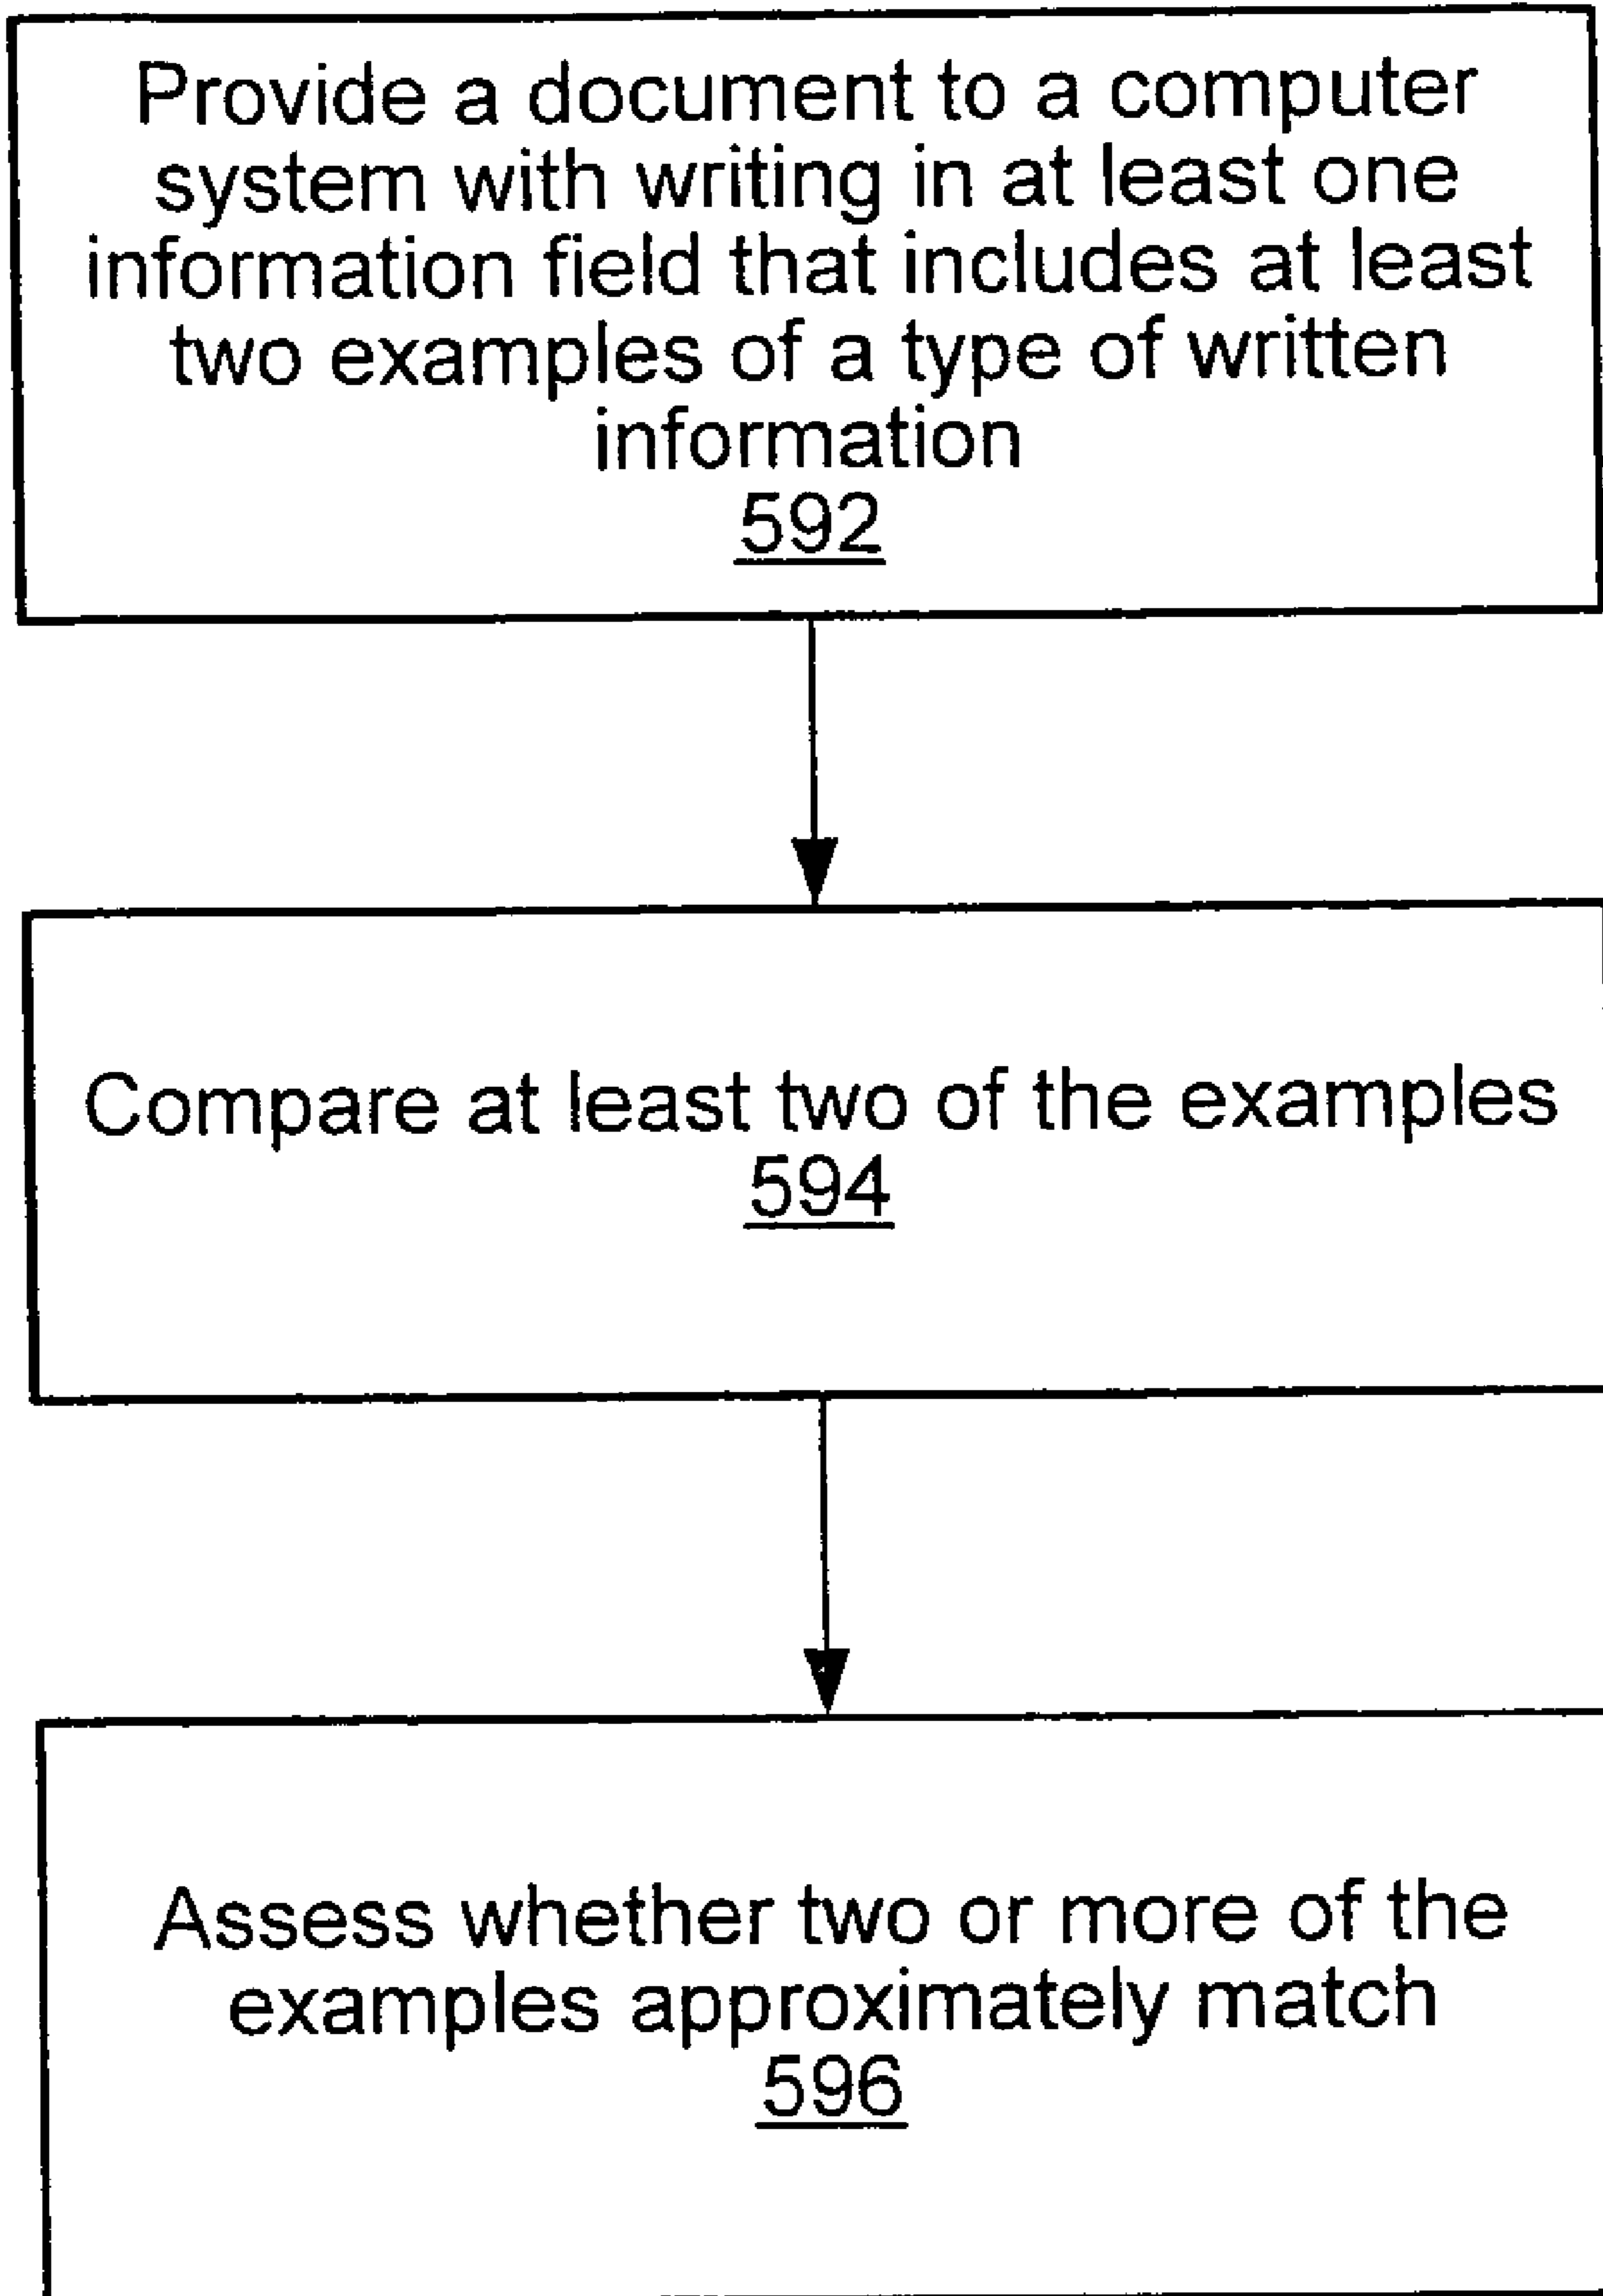 Provide a document to a computer
system with writing in at least one
information field that includes at least
two examples of a type of written
information
592
Compare at least two of the examples
594
Assess whether two or more of the
examples approximately match
596